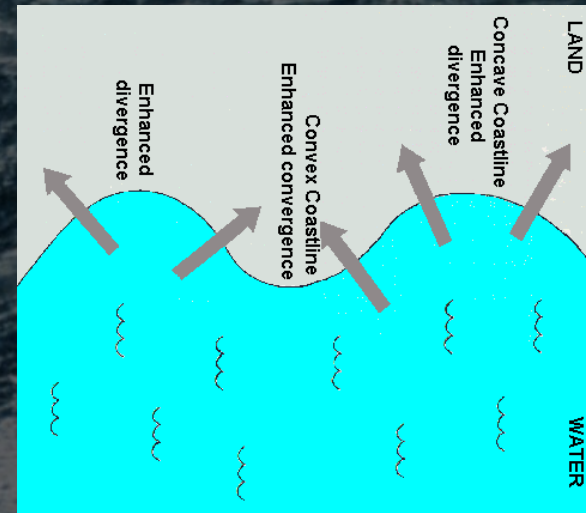 LAND
Concave Coastline
Enhanced
divergence
Convex Coastline
Enhanced convergence
Enhanced
divergence
WATER